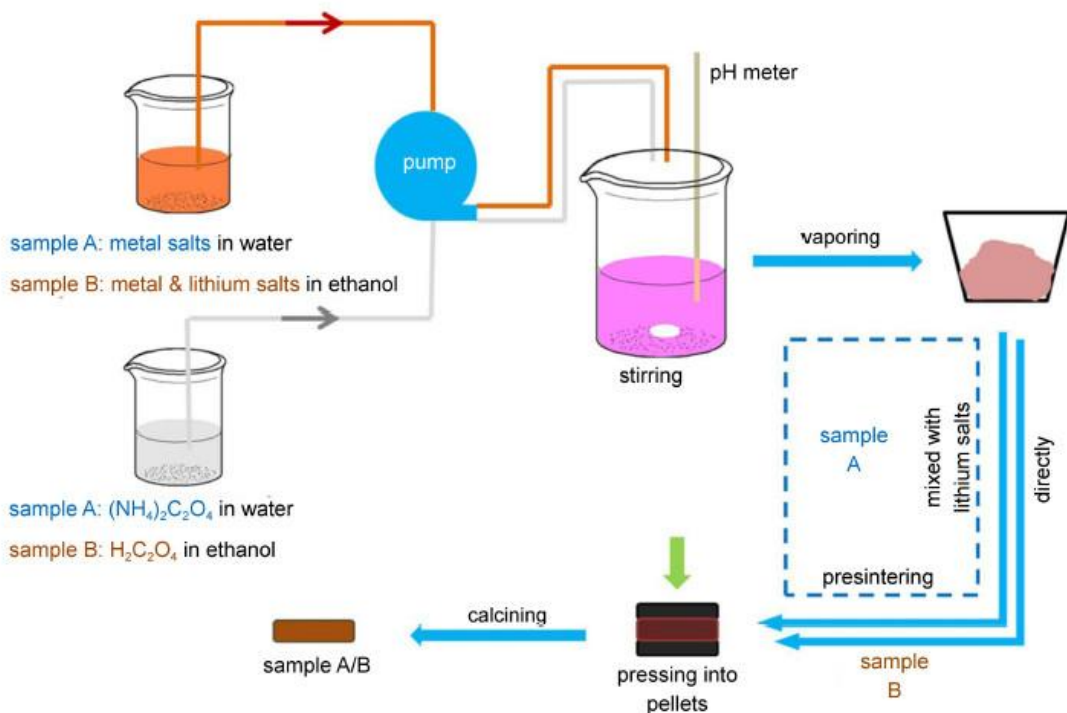 pH meter
pump
sample A: metal salts in water
sample B: metal & lithium salts in ethanol
vaporing
stirring
sample A: (NH₄)₂C₂O₄ in water
sample B: H₂C₂O₄ in ethanol
sample
A
mixed with
lithium salts
directly
presintering
calcining
sample A/B
pressing into
pellets
sample
B